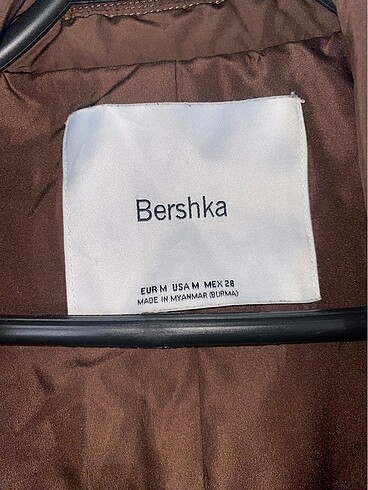 Bershka
EUR M USA M MEX 28
MADE IN MYANMAR (BURMA)